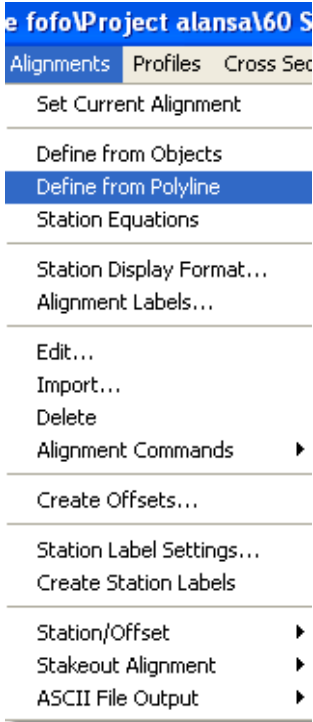 e fofo\Project alansa\60 S
Alignments Profiles Cross Sec
Set Current Alignment
Define from Objects
Define from Polyline
Station Equations
Station Display Format...
Alignment Labels...
Edit...
Import...
Delete
Alignment Commands
Create Offsets...
Station Label Settings...
Create Station Labels
Station/Offset
Stakeout Alignment
ASCII File Output